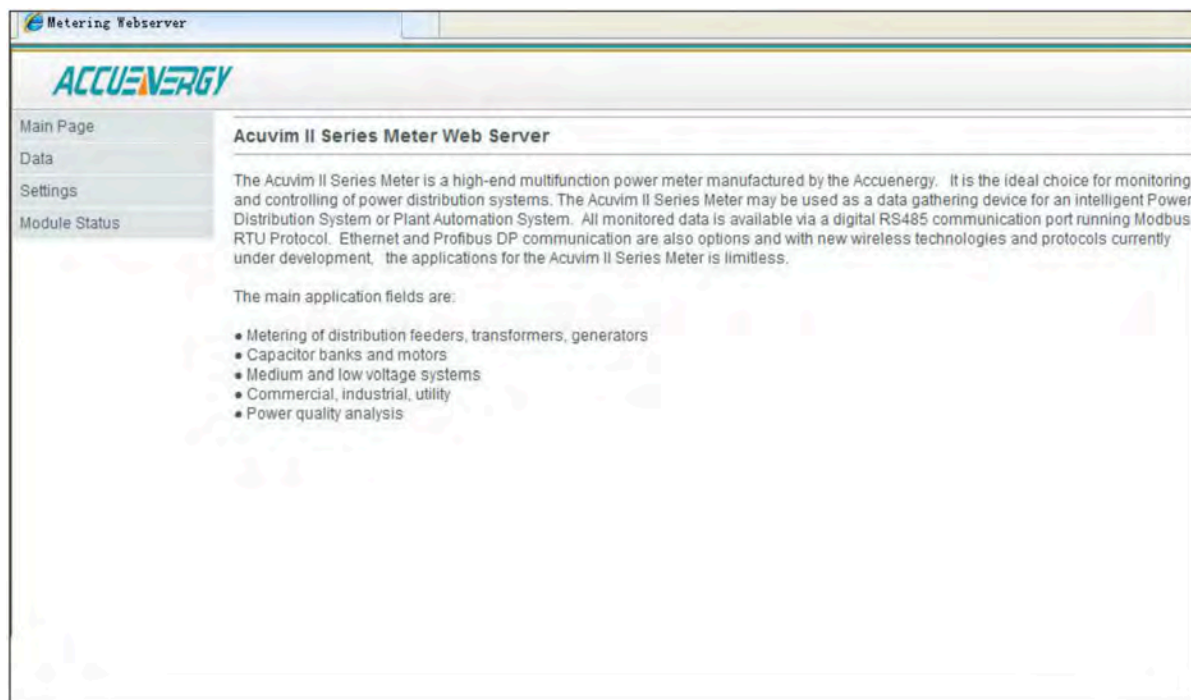 Metering Webserver
ACCUENERGY
Main Page
Data
Settings
Module Status
Acuvim II Series Meter Web Server
The Acuvim II Series Meter is a high-end multifunction power meter manufactured by the Accuenergy. It is the ideal choice for monitoring
and controlling of power distribution systems. The Acuvim II Series Meter may be used as a data gathering device for an intelligent Power
Distribution System or Plant Automation System. All monitored data is available via a digital RS485 communication port running Modbus
RTU Protocol. Ethernet and Profibus DP communication are also options and with new wireless technologies and protocols currently
under development, the applications for the Acuvim II Series Meter is limitless.
The main application fields are:
● Metering of distribution feeders, transformers, generators
● Capacitor banks and motors
● Medium and low voltage systems
● Commercial, industrial, utility
● Power quality analysis